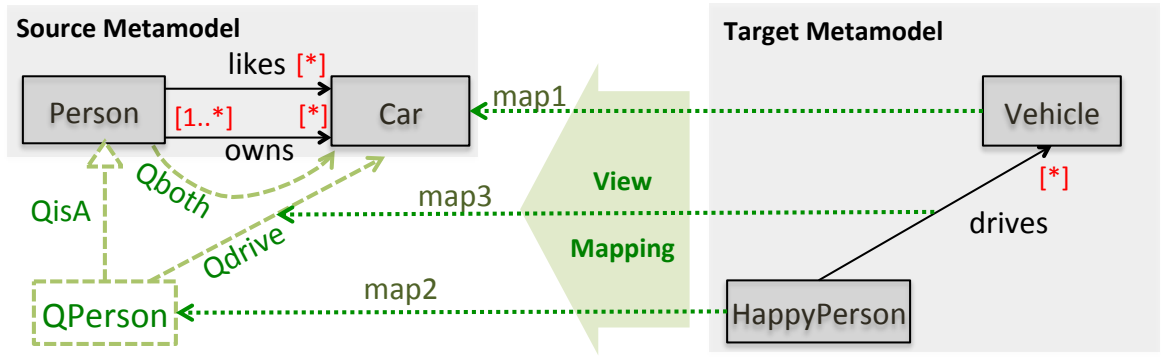 Source Metamodel
Target Metamodel
likes [*]
Person
[1..*]
[*]
Car
owns
map1
Vehicle
[*]
Qboth
QisA
Qdrive
map3
View
Mapping
drives
QPerson
map2
HappyPerson